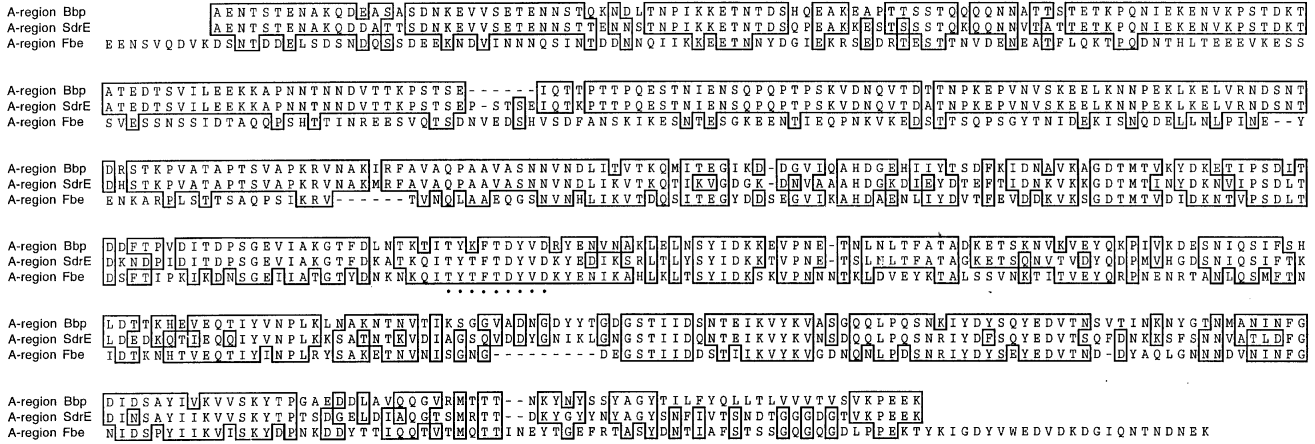 A-region Bbp AENTSTENAKQDEASASDNKEVVSETENNSTQKNDLTNPIKKETNTDSHQEAKEAPTTSSTQQQQNNATTSTETKPQNIEKENVKPSTDKT
A-region SdrE AENTSTENAKQDDATTSDNKEVVSETENNSTTENNSTNPIKKETNTDSQPEAKKESTSSSTQKQQNNVTATTETKPQNIEKENVKPSTDKT
A-region Fbe EENSVQDVKDSNTDDELSDSNDQSSDEEKNDVINNNQSINTDDNNQIIKKEETNNYDGIEKRSEDRTESTTNVDENEATFLQKTPQDNTHLTEEEVKESS
A-region Bbp ATEDTSVILEEKKAPNNTNNDVTTKPSTSE------IQTTPTTPQESTNIENSQPQPTPSKVDNQVTDTTNPKEPVNVSKEELKNNPEKLKELVRNDSNT
A-region SdrE ATEDTSVILEEKKAPNNTNNDVTTKPSTSEP-STSEIQTKPTTPQESTNIENSQPQPTPSKVDNQVTDATNPKEPVNVSKEELKNNPEKLKELVRNDSNT
A-region Fbe SVESSNSSIDTAQQPSHTTINREESVQTSDNVEDSHVSDFANSKIKESNTESGKEENTIEQPNKVKEDSTTSQPSGYTNIDEKISNQDELLNLPINE--Y
A-region Bbp DRSTKPVATAPTSVAPKRVNAKIRFAVAQPAAVASNNVNDLITVTKQMITEGIKD-DGVIQAHDGEHIIYTSDFKIDNAVKAGDTMTVKYDKETIPSDIT
A-region SdrE DHSTKPVATAPTSVAPKRVNAKMRFAVAQPAAVASNNVNDLIKVTKQTIKVGDGK-DNVAAAHDGKDIEYDTEFTIDNKVKKGDTMTINYDKNVIPSDLT
A-region Fbe ENKARPLSTTSAQPSIKRV------TVNQLAAEQGSNVNHLIKVTDQSITEGYDDSEGVIKAHDAENLIYDVTFEVDDKVKSGDTMTVDIDKNTVPSDLT
A-region Bbp DDFTPVDITDPSGEVIAKGTFDLNTKTITYKFTDYVDRYENVNAKLELNSYIDKKEVPNE-TNLNLTFATADKETSKNVKVEYQKPIVKDESNIQSIFSH
A-region SdrE DKNDPIDITDPSGEVIAKGTFDKATKQITYTFTDYVDKYEDIKSRLTLYSYIDKKTVPNE-TSLNLTFATAGKETSQNVTVDYQDPMVHGDSNIQSIFTK
A-region Fbe DSFTIPKIKDNSGEIIATGTYDNKNKQITYTFTDYVDKYENIKAHLKLTSYIDKSKVPNNNTKLDVEYKTALSSVNKTITVEYQRPNENRTANLQSMFTN
• • • • • • • • •
A-region Bbp LDTTKHEVEQTIYVNPLKLNAKNTNVTIKSGGVADNGDYYTGDGSTIIDSNTEIKVYKVASGQQLPQSNKIYDYSQYEDVTNSVTINKNYGTNMANINFG
A-region SdrE LDEDKQTIEQQIYVNPLKKSATNTKVDIAGSQVDDYGNIKLGNGSTIIDQNTEIKVYKVNSDQQLPQSNRIYDFSQYEDVTSQFDNKKSFSNNVATLDFG
A-region Fbe IDTKNHTVEQTIYINPLRYSAKETNVNISGNG---------DEGSTIIDDSTIIKVYKVGDNQNLPDSNRIYDYSEYEDVTND-DYAQLGNNNDVNINFG
A-region Bbp DIDSAYIVKVVSKYTPGAEDDLAVQQGVRMTTT--NKYNYSSYAGYTILFYQLLTLVVVTVSVKPEEK
A-region SdrE DINSAYIIKVVSKYTPTSDGELDIAQGTSMRTT--DKYGYYNYAGYSNFIVTSNDTGGGDGTVKPEEK
A-region Fbe NIDSPYIIKVISKYDPNKDDYTTIQQTVTMQTTINEYTGEFRTASYDNTIAFSTSSGQGQGDLPPEKTYKIGDYVWEDVDKDGIQNTNDNEK